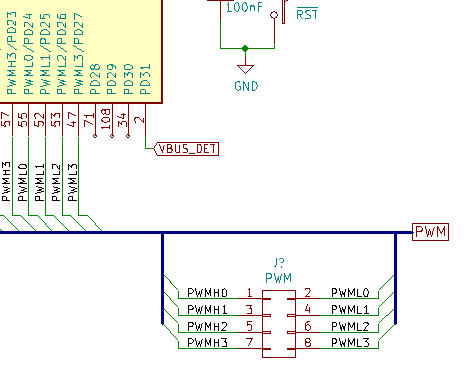 100nF
RST
GND
PWMH3/PD23
PWML0/PD24
PWML1/PD25
PWML2/PD26
PWML3/PD27
PD28
PD29
PD30
PD31
57
55
52
53
47
71
108
34
2
VBUS_DET
PWMH3
PWML0
PWML1
PWML2
PWML3
PWM
J?
PWM
PWMH0 1 2 PWML0
PWMH1 3 4 PWML1
PWMH2 5 6 PWML2
PWMH3 7 8 PWML3